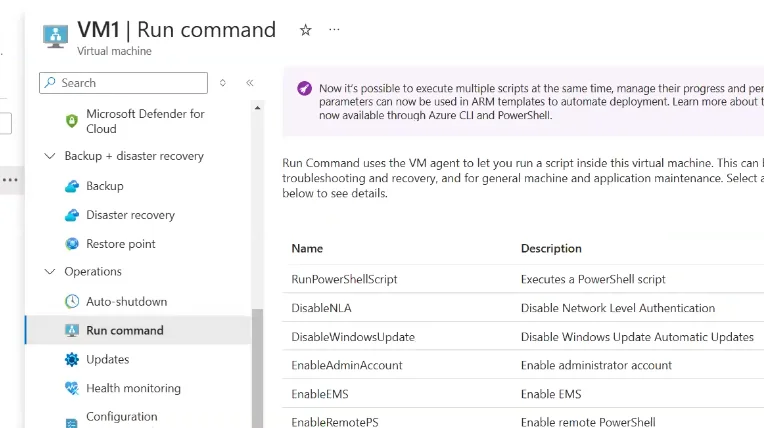 VM1 | Run command
Virtual machine
Search
Microsoft Defender for
Cloud
Backup + disaster recovery
Backup
Disaster recovery
Restore point
Operations
Auto-shutdown
Run command
Updates
Health monitoring
Configuration
Now it's possible to execute multiple scripts at the same time, manage their progress and
parameters can now be used in ARM templates to automate deployment. Learn more about
now available through Azure CLI and PowerShell.
Run Command uses the VM agent to let you run a script inside this virtual machine. This can
troubleshooting and recovery, and for general machine and application maintenance. Select
below to see details.
Name Description
RunPowerShellScript Executes a PowerShell script
DisableNLA Disable Network Level Authentication
DisableWindowsUpdate Disable Windows Update Automatic Updates
EnableAdminAccount Enable administrator account
EnableEMS Enable EMS
EnableRemotePS Enable remote PowerShell